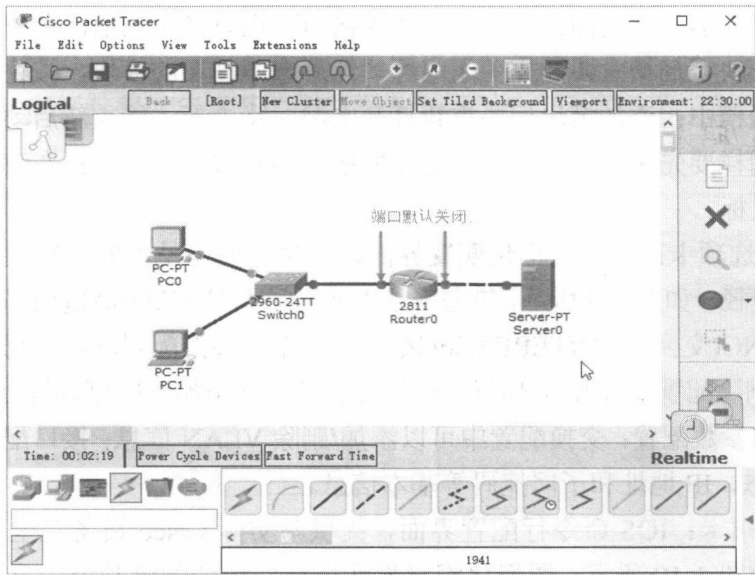 Cisco Packet Tracer
File Edit Options View Tools Extensions Help
Logical Back [Root] New Cluster Move Object Set Tiled Background Viewport Environment: 22:30:00
端口默认关闭
PC-PT
PC0
2960-24TT
Switch0
2811
Router0
Server-PT
Server0
PC-PT
PC1
Time: 00:02:19 Power Cycle Devices Fast Forward Time Realtime
1941